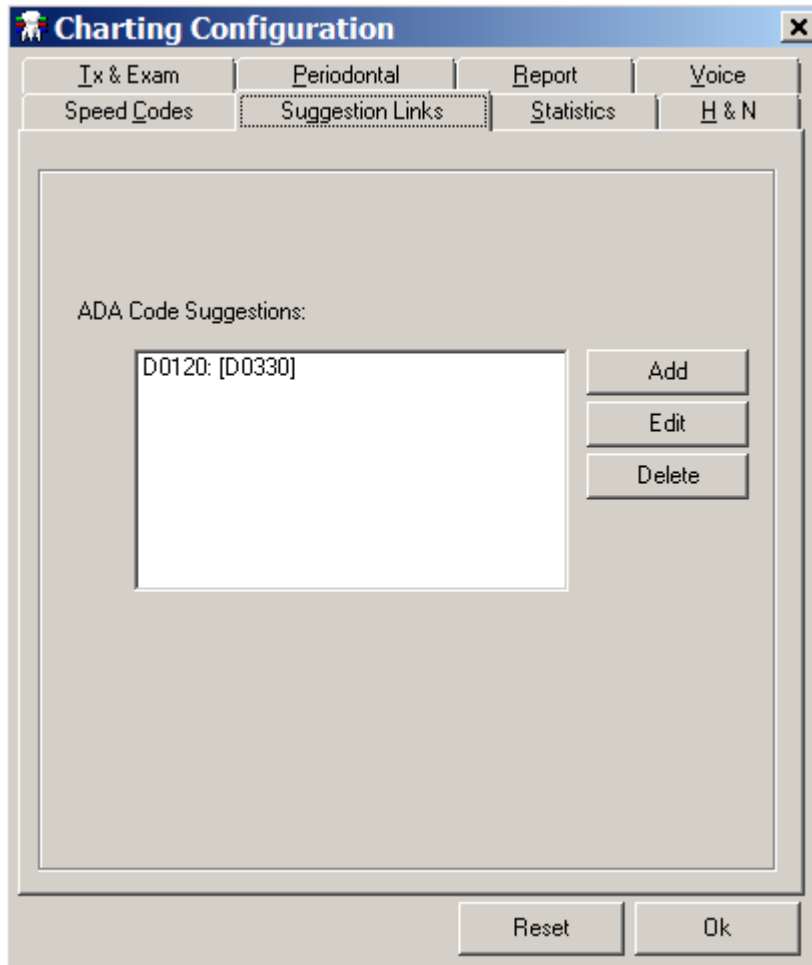 Charting Configuration
Tx & Exam Periodontal Report Voice
Speed Codes Suggestion Links Statistics H & N
ADA Code Suggestions:
D0120: [D0330]
Add
Edit
Delete
Reset Ok